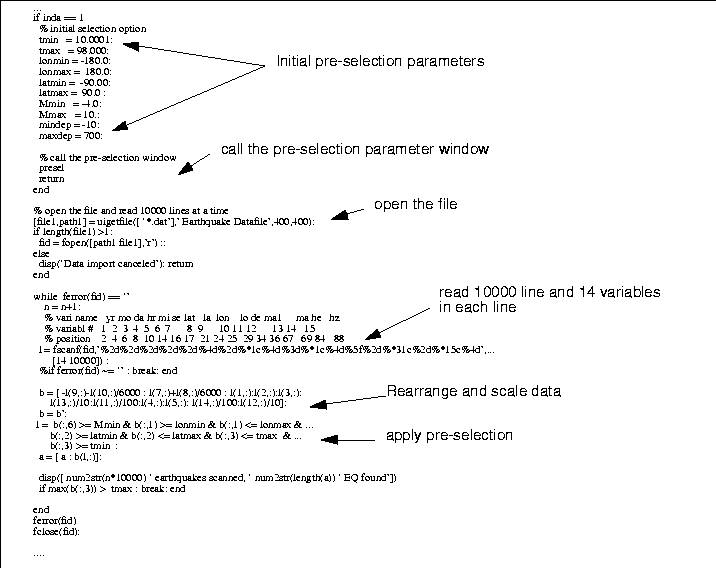 ...
if inda == 1
% initial selection option
tmin = 10.0001;
tmax = 98.000;
lonmin = -180.0;
lonmax = 180.0;
latmin = -90.00;
latmax = 90.0 ;
Mmin = -4.0;
Mmax = 10.;
mindep = -10;
maxdep = 700;
Initial pre-selection parameters
% call the pre-selection window
presel
return
end
call the pre-selection parameter window
% open the file and read 10000 lines at a time
[file1,path1] = uigetfile([ '*.dat'],' Earthquake Datafile',400,400);
if length(file1) >1;
fid = fopen([path1 file1],'r') ;;
else
disp('Data import canceled'); return
end
open the file
while ferror(fid) == ''
n = n+1;
% vari name yr mo da hr mi se lat la lon lo de ma1 ma he hz
% variabl # 1 2 3 4 5 6 7 8 9 10 11 12 13 14 15
% position 2 4 6 8 10 14 16 17 21 24 25 29 34 36 67 69 84 88
l = fscanf(fid,'%2d%2d%2d%2d%2d%4d%2d%*1c%4d%3d%*1c%4d%5f%2d%*31c%2d%*15c%4d',...
[14 10000]) ;
%if ferror(fid) ~= '' ; break; end
read 10000 line and 14 variables
in each line
b = [ -l(9,:)-l(10,:)/6000 ; l(7,:)+l(8,:)/6000 ; l(1,:);l(2,:);l(3,:);
l(13,:)/10;l(11,:)/100;l(4,:);l(5,:); l(14,:)/100;l(12,:)/10];
b = b';
Rearrange and scale data
l = b(:,6) >= Mmin & b(:,1) >= lonmin & b(:,1) <= lonmax & ...
b(:,2) >= latmin & b(:,2) <= latmax & b(:,3) <= tmax & ...
b(:,3) >= tmin ;
a = [ a ; b(l,:)];
apply pre-selection
disp([ num2str(n*10000) ' earthquakes scanned, ' num2str(length(a)) ' EQ found'])
if max(b(:,3)) > tmax ; break; end
end
ferror(fid)
fclose(fid);
....